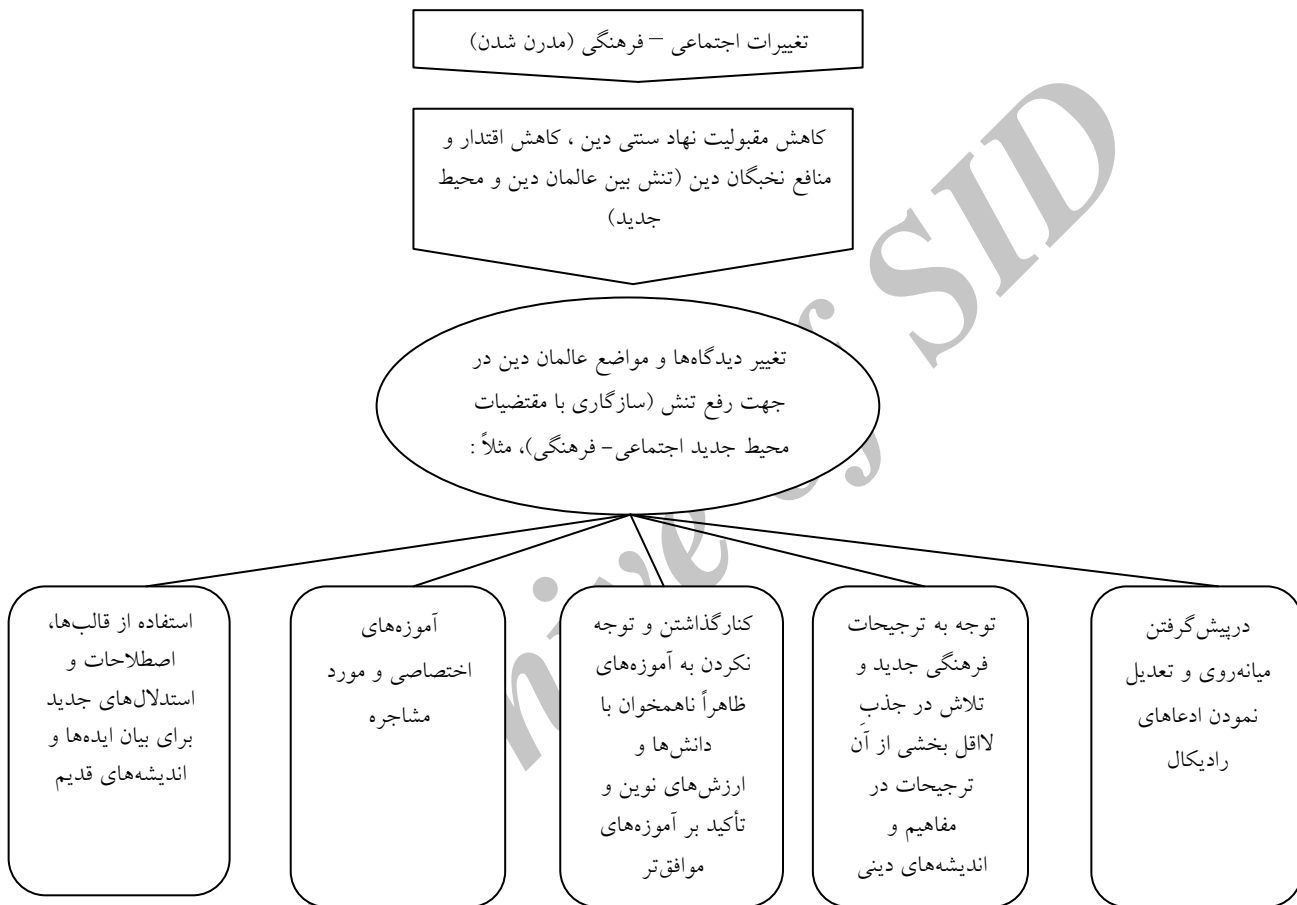 تغییرات اجتماعی – فرهنگی (مدرن شدن)
کاهش مقبولیت نهاد سنتی دین ، کاهش اقتدار و
منافع نخبگان دین (تنش بین عالمان دین و محیط
جدید)
تغییر دیدگاه‌ها و مواضع عالمان دین در
جهت رفع تنش (سازگاری با مقتضیات
محیط جدید اجتماعی- فرهنگی)، مثلاً :
درپیش‌گرفتن
میانه‌روی و تعدیل
نمودن ادعاهای
رادیکال
توجه به ترجیحات
فرهنگی جدید و
تلاش در جذبِ
لااقل بخشی از آن
ترجیحات در
مفاهیم و
اندیشه‌های دینی
کنارگذاشتن و توجه
نکردن به آموزه‌های
ظاهراً ناهمخوان با
دانش‌ها و
ارزش‌های نوین و
تأکید بر آموزه‌های
موافق‌تر
آموزه‌های
اختصاصی و مورد
مشاجره
استفاده از قالب‌ها،
اصطلاحات و
استدلال‌های جدید
برای بیان ایده‌ها و
اندیشه‌های قدیم
nive of SID